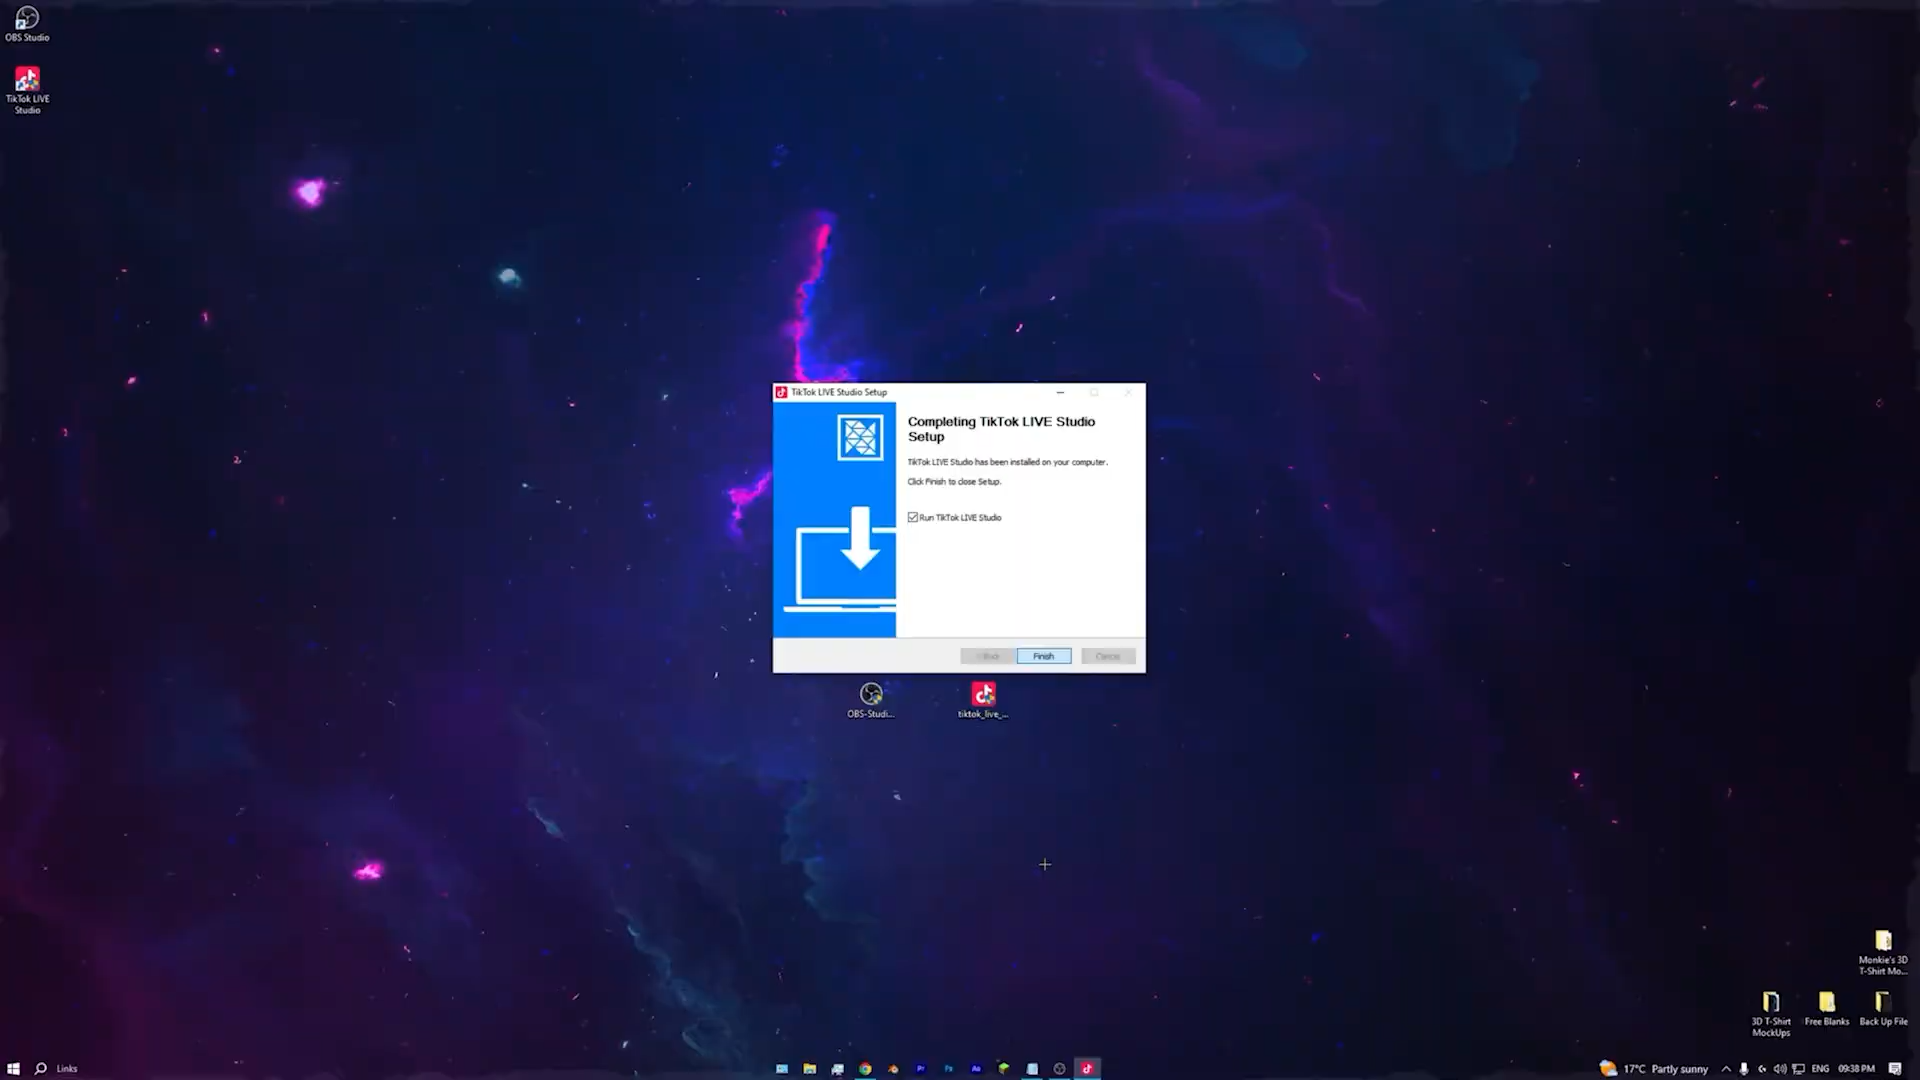 OBS Studio
TikTok LIVE
Studio
TikTok LIVE Studio Setup
Completing TikTok LIVE Studio
Setup
TikTok LIVE Studio has been installed on your computer.
Click Finish to close Setup.
Run TikTok LIVE Studio
Finish
Cancel
OBS-Studi...
tiktok_live_...
Monkie's 3D
T-Shirt Mo...
3D T-Shirt
MockUps
Free Blanks
Back Up File
Links
Pr
Ps
Ae
17°C Partly sunny
ENG
09:38 PM